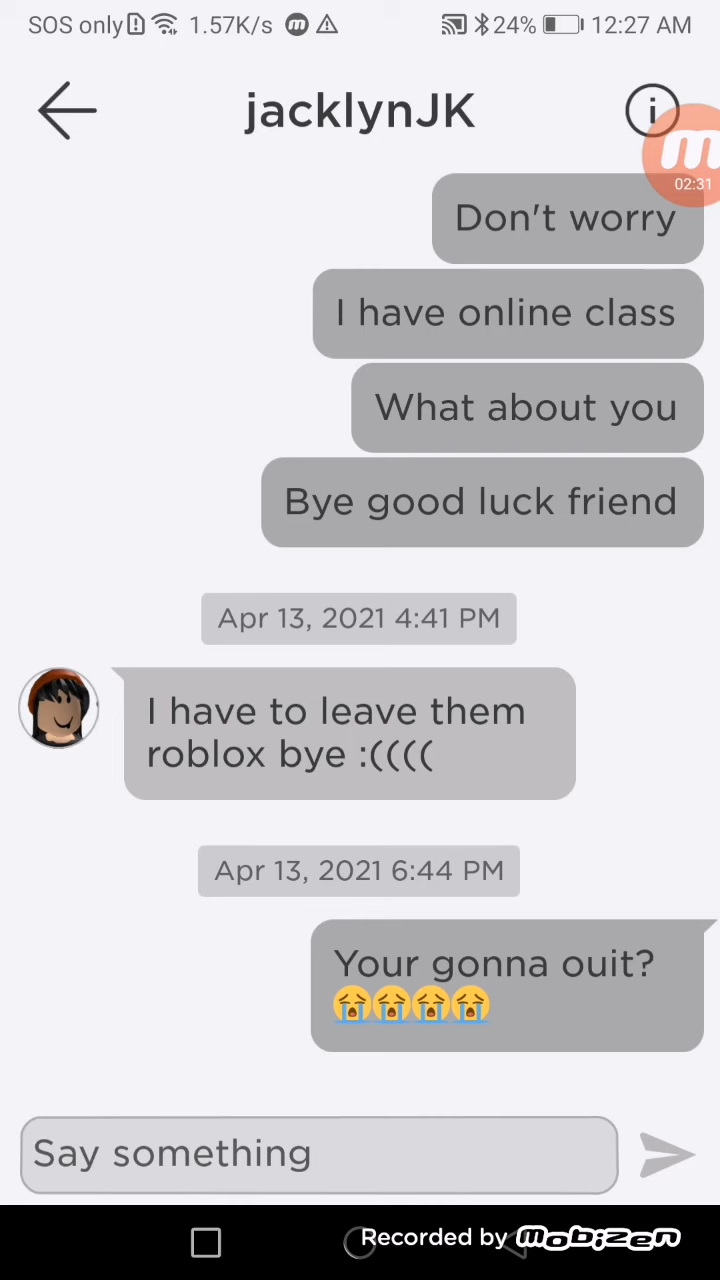 SOS only 1.57K/s m 24% 12:27 AM
jacklynJK i
m
02:31
Don't worry
I have online class
What about you
Bye good luck friend
Apr 13, 2021 4:41 PM
I have to leave them
roblox bye :((((
Apr 13, 2021 6:44 PM
Your gonna ouit?
😭😭😭😭
Say something
Recorded by mobizen